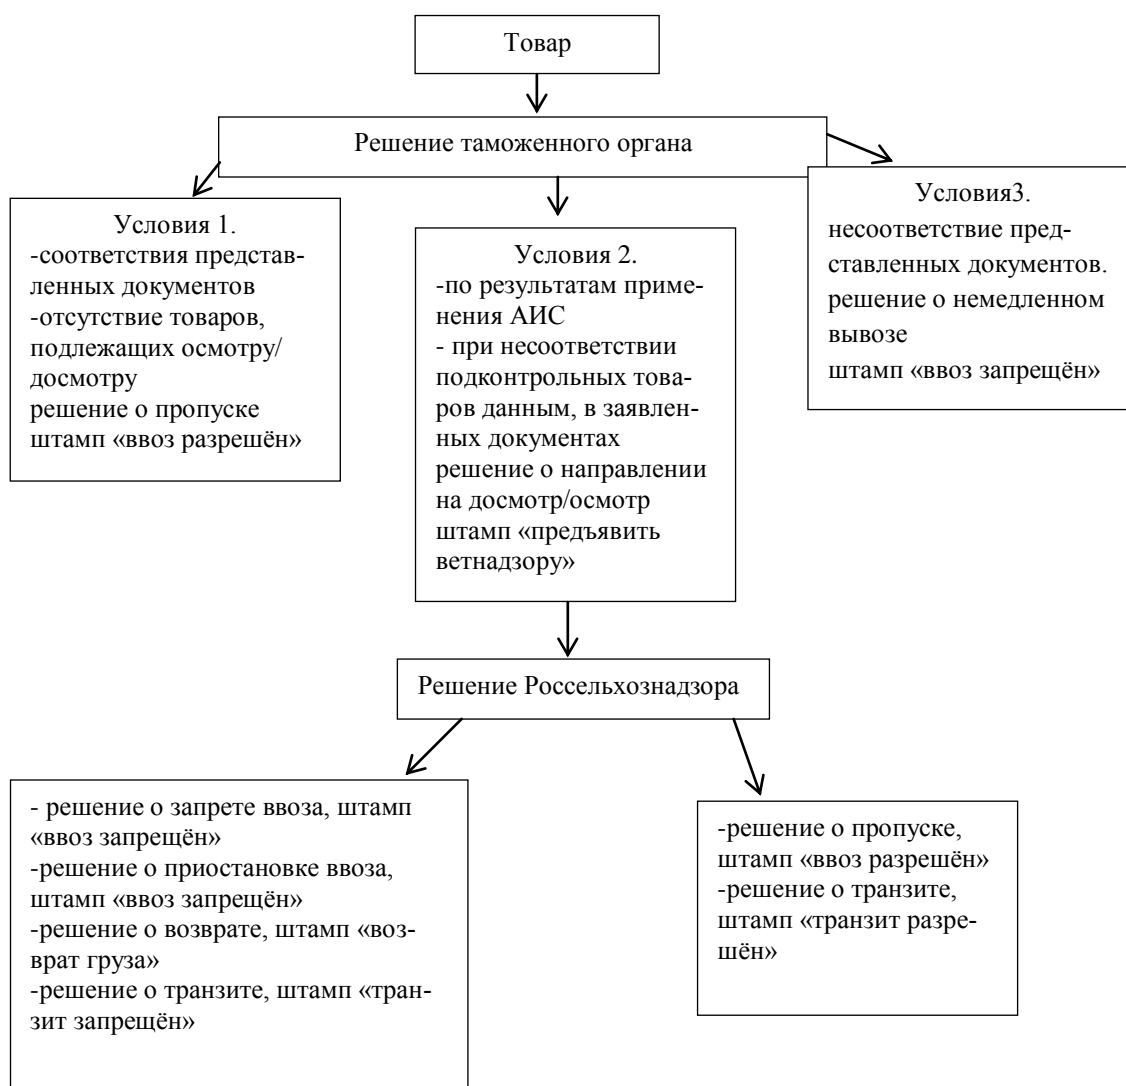 Товар
Решение таможенного органа
Условия 1.
-соответствия представ-
ленных документов
-отсутствие товаров,
подлежащих осмотру/
досмотру
решение о пропуске
штамп «ввоз разрешён»
Условия 2.
-по результатам приме-
нения АИС
- при несоответствии
подконтрольных това-
ров данным, в заявлен-
ных документах
решение о направлении
на досмотр/осмотр
штамп «предъявить
ветнадзору»
Условия3.
несоответствие пред-
ставленных документов.
решение о немедленном
вывозе
штамп «ввоз запрещён»
Решение Россельхознадзора
- решение о запрете ввоза, штамп
«ввоз запрещён»
-решение о приостановке ввоза,
штамп «ввоз запрещён»
-решение о возврате, штамп «воз-
врат груза»
-решение о транзите, штамп «тран-
зит запрещён»
-решение о пропуске,
штамп «ввоз разрешён»
-решение о транзите,
штамп «транзит разре-
шён»